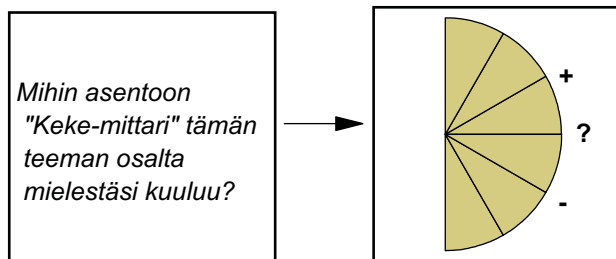 Mihin asentoon
"Keke-mittari" tämän
teeman osalta
mielestäsi kuuluu?
+
?
-